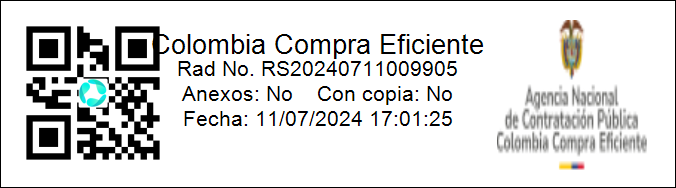 Colombia Compra Eficiente
Rad No. RS20240711009905
Anexos: No Con copia: No
Fecha: 11/07/2024 17:01:25
Agencia Nacional
de Contratación Pública
Colombia Compra Eficiente